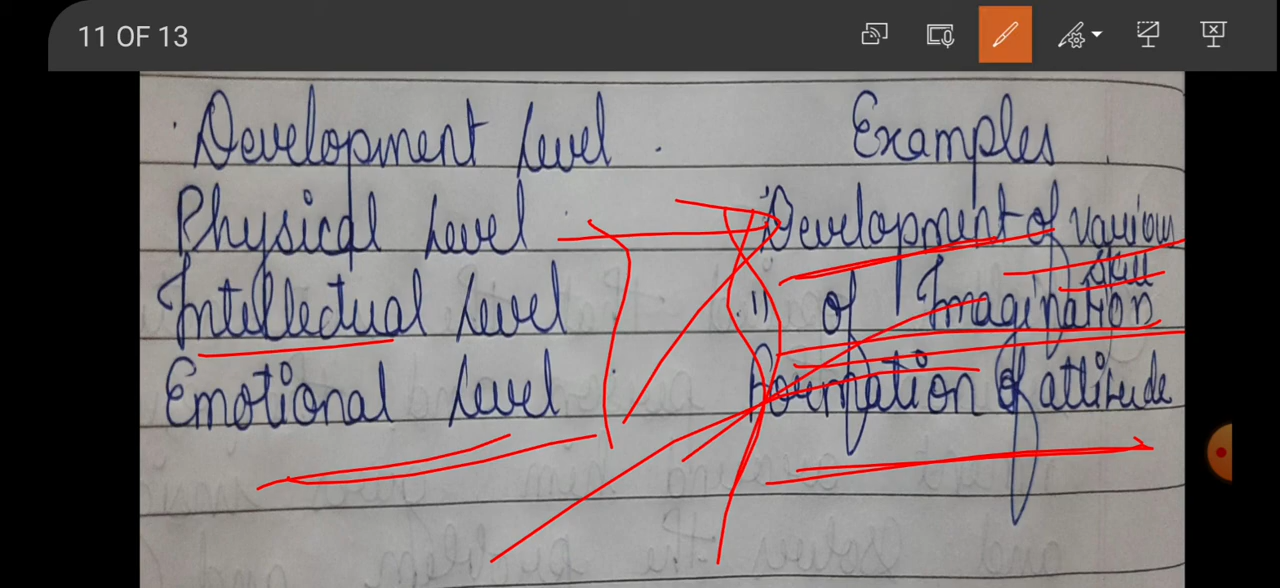 11 OF 13
Development Level Examples
Physical Level Development of various
skill
Intellectual Level " of Imagination
Emotional Level Formation of attitude